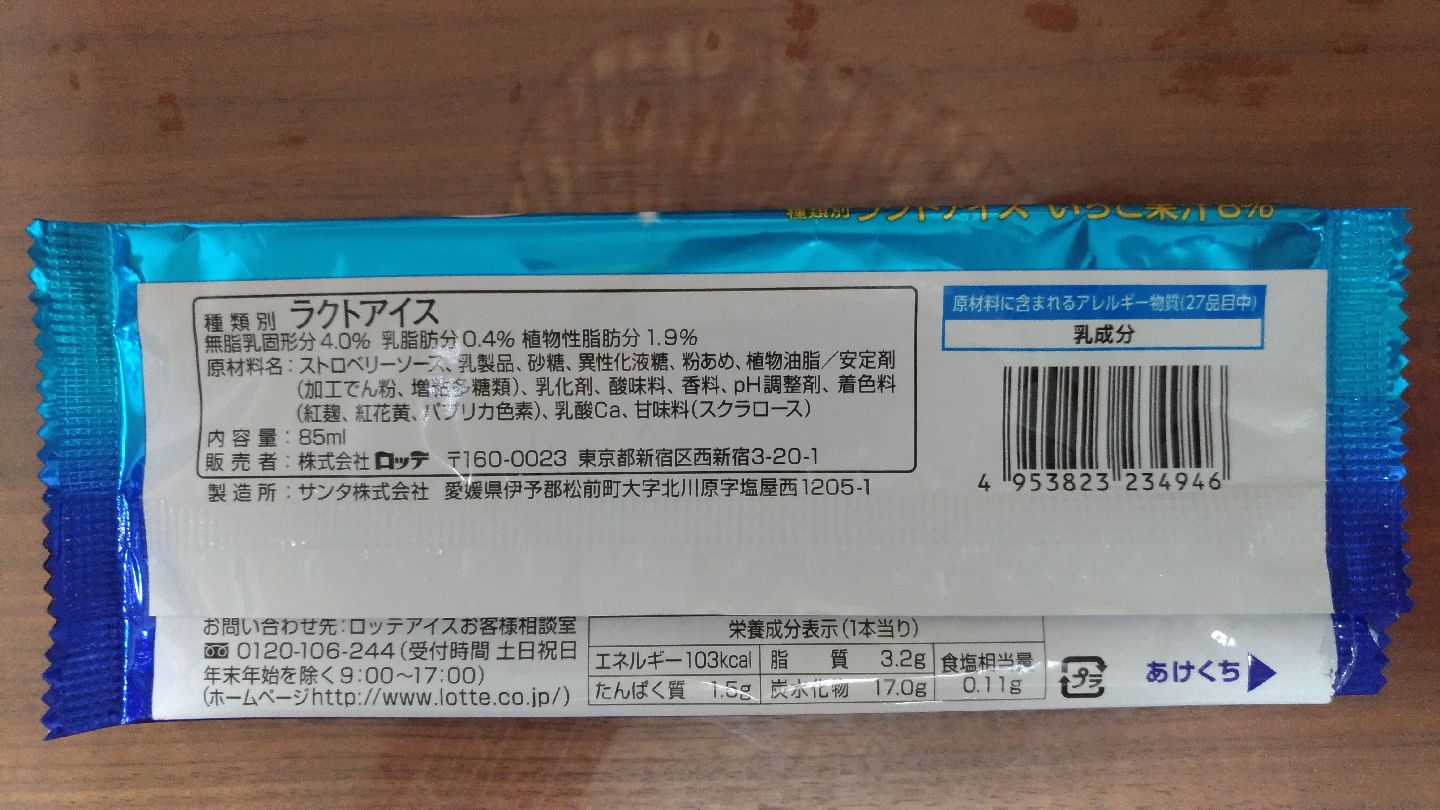 種類別 ラクトアイス いちご果汁6%
種類別 ラクトアイス
無脂乳固形分4.0% 乳脂肪分0.4% 植物性脂肪分1.9%
原材料名：ストロベリーソース、乳製品、砂糖、異性化液糖、粉あめ、植物油脂／安定剤
(加工でん粉、増粘多糖類)、乳化剤、酸味料、香料、pH調整剤、着色料
(紅麹、紅花黄、パプリカ色素)、乳酸Ca、甘味料(スクラロース)
内容量：85ml
販売者：株式会社ロッテ 〒160-0023 東京都新宿区西新宿3-20-1
製造所：サンタ株式会社 愛媛県伊予郡松前町大字北川原字塩屋西1205-1
原材料に含まれるアレルギー物質(27品目中)
乳成分
4 953823 234946
お問い合わせ先：ロッテアイスお客様相談室
0120-106-244(受付時間 土日祝日
年末年始を除く9:00～17:00)
(ホームページhttp://www.lotte.co.jp/)
栄養成分表示(1本当り)
エネルギー103kcal 脂質 3.2g 食塩相当量
たんぱく質 1.5g 炭水化物 17.0g 0.11g
プラ
あけくち